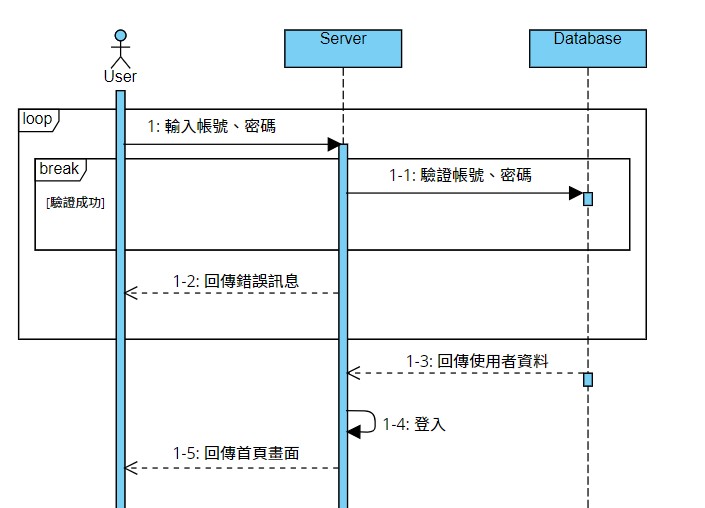 Server
Database
User
loop
1: 輸入帳號、密碼
break
1-1: 驗證帳號、密碼
[驗證成功]
1-2: 回傳錯誤訊息
1-3: 回傳使用者資料
1-4: 登入
1-5: 回傳首頁畫面